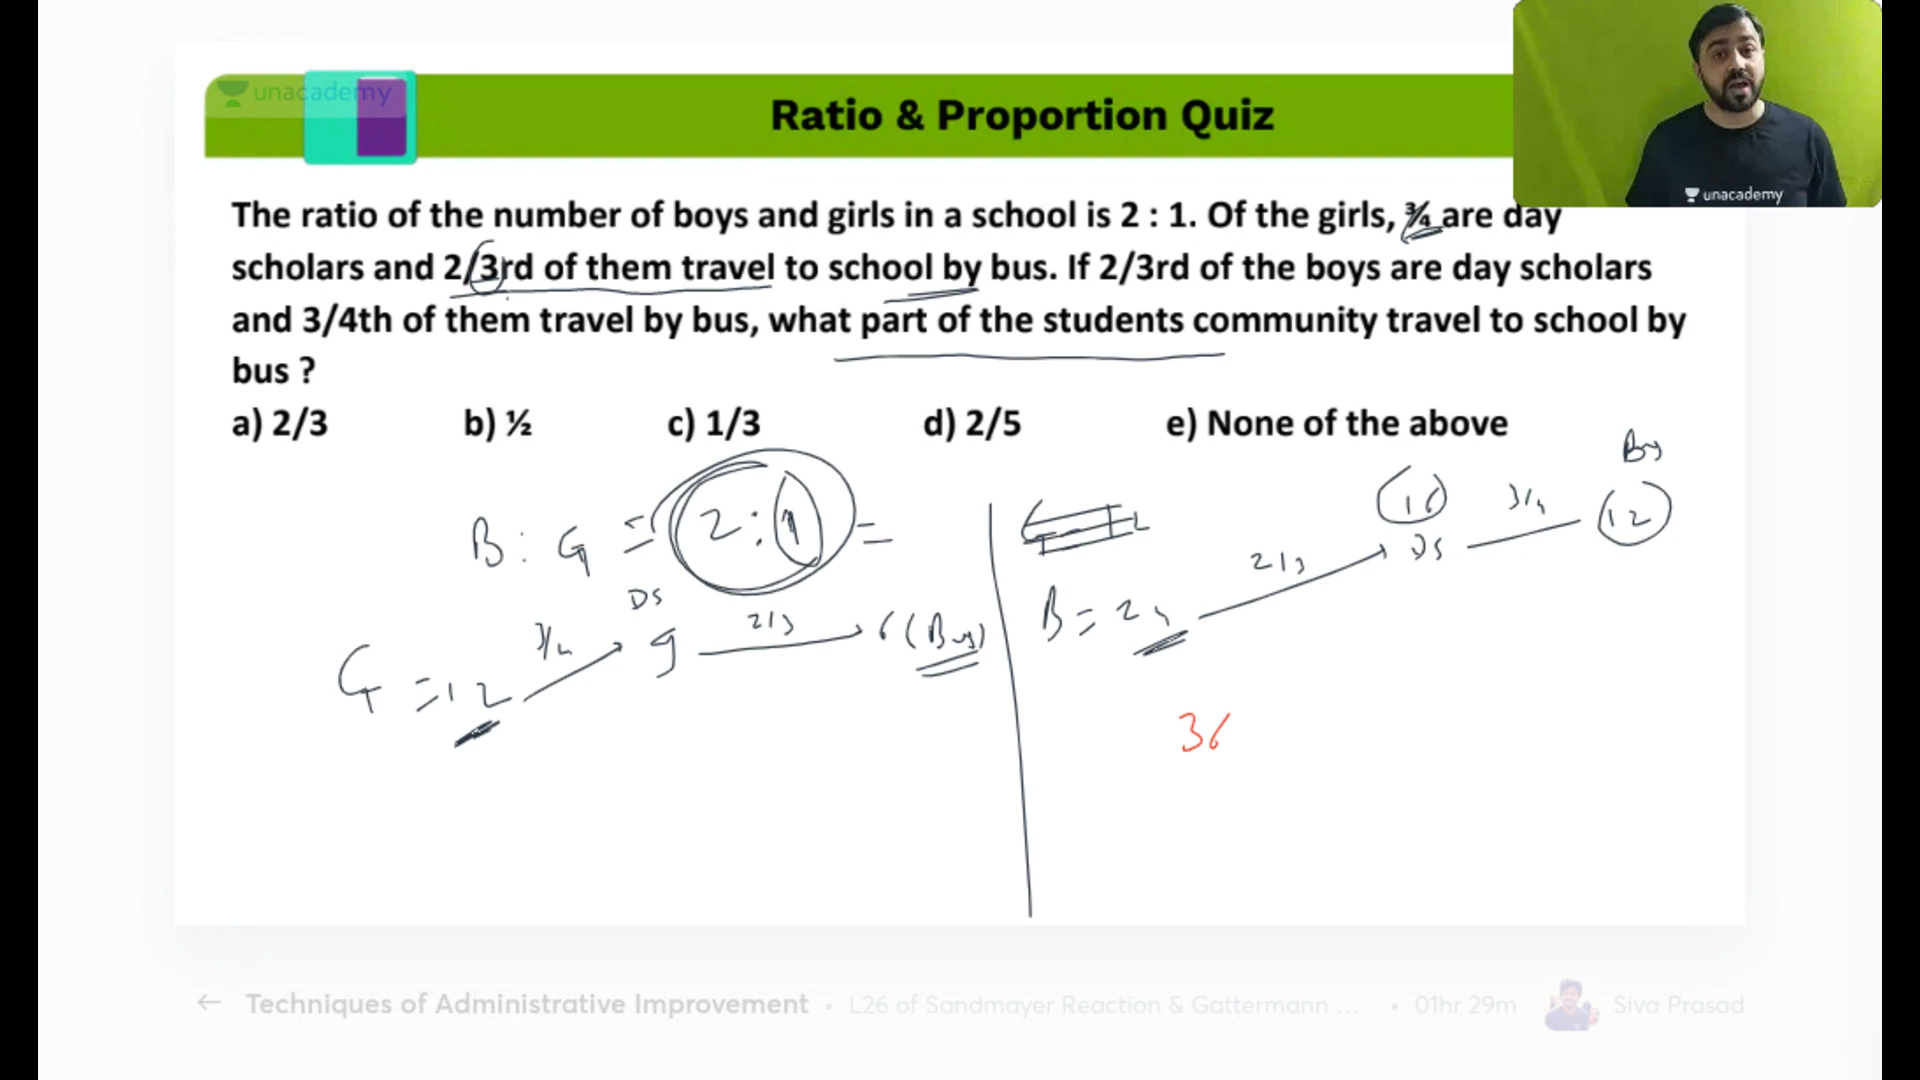 unacademy
Ratio & Proportion Quiz
unacademy
The ratio of the number of boys and girls in a school is 2 : 1. Of the girls, ¾ are day
scholars and 2/3rd of them travel to school by bus. If 2/3rd of the boys are day scholars
and 3/4th of them travel by bus, what part of the students community travel to school by
bus ?
a) 2/3 b) ½ c) 1/3 d) 2/5 e) None of the above
B : G = 2 : 1 =
G = 12 3/4 DS 9 2/3 6 (Bus)
B = 24 2/3 16 DS 3/4 12
36
← Techniques of Administrative Improvement • L26 of Sandmayer Reaction & Gattermann ... • 01hr 29m Siva Prasad